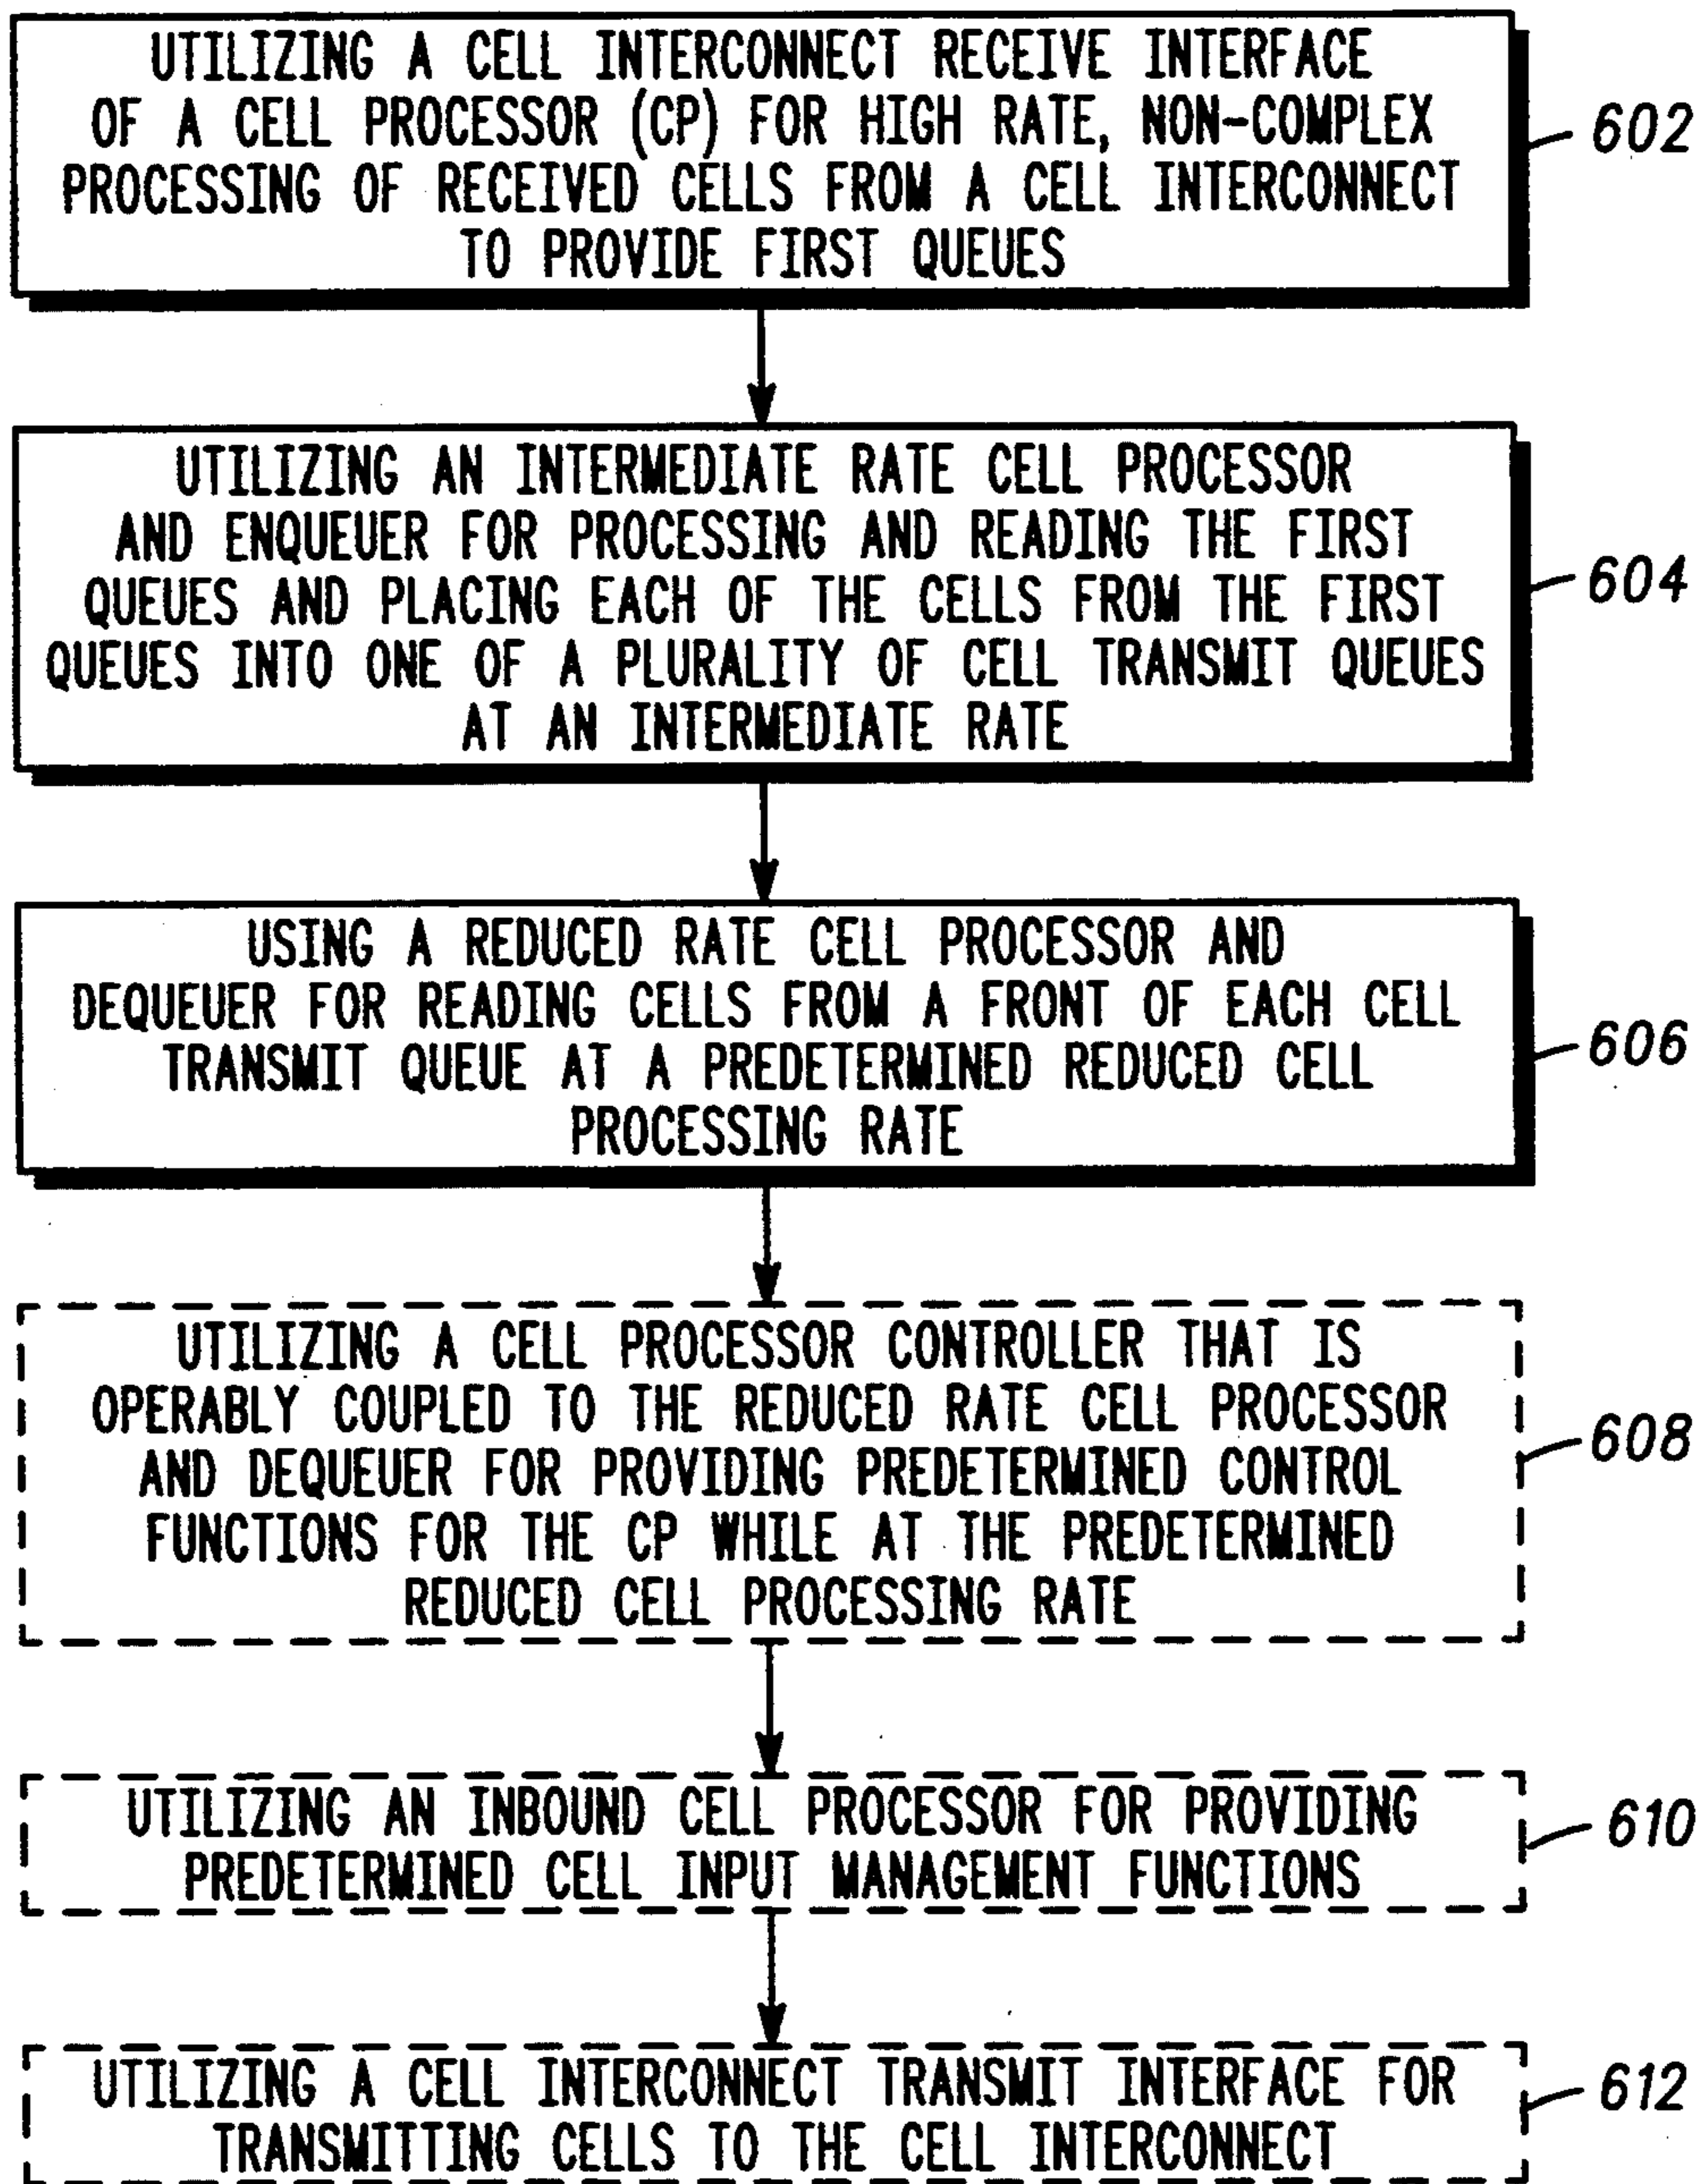 UTILIZING A CELL INTERCONNECT RECEIVE INTERFACE
OF A CELL PROCESSOR (CP) FOR HIGH RATE, NON-COMPLEX
PROCESSING OF RECEIVED CELLS FROM A CELL INTERCONNECT
TO PROVIDE FIRST QUEUES
602
UTILIZING AN INTERMEDIATE RATE CELL PROCESSOR
AND ENQUEUER FOR PROCESSING AND READING THE FIRST
QUEUES AND PLACING EACH OF THE CELLS FROM THE FIRST
QUEUES INTO ONE OF A PLURALITY OF CELL TRANSMIT QUEUES
AT AN INTERMEDIATE RATE
604
USING A REDUCED RATE CELL PROCESSOR AND
DEQUEUER FOR READING CELLS FROM A FRONT OF EACH CELL
TRANSMIT QUEUE AT A PREDETERMINED REDUCED CELL
PROCESSING RATE
606
UTILIZING A CELL PROCESSOR CONTROLLER THAT IS
OPERABLY COUPLED TO THE REDUCED RATE CELL PROCESSOR
AND DEQUEUER FOR PROVIDING PREDETERMINED CONTROL
FUNCTIONS FOR THE CP WHILE AT THE PREDETERMINED
REDUCED CELL PROCESSING RATE
608
UTILIZING AN INBOUND CELL PROCESSOR FOR PROVIDING
PREDETERMINED CELL INPUT MANAGEMENT FUNCTIONS
610
UTILIZING A CELL INTERCONNECT TRANSMIT INTERFACE FOR
TRANSMITTING CELLS TO THE CELL INTERCONNECT
612